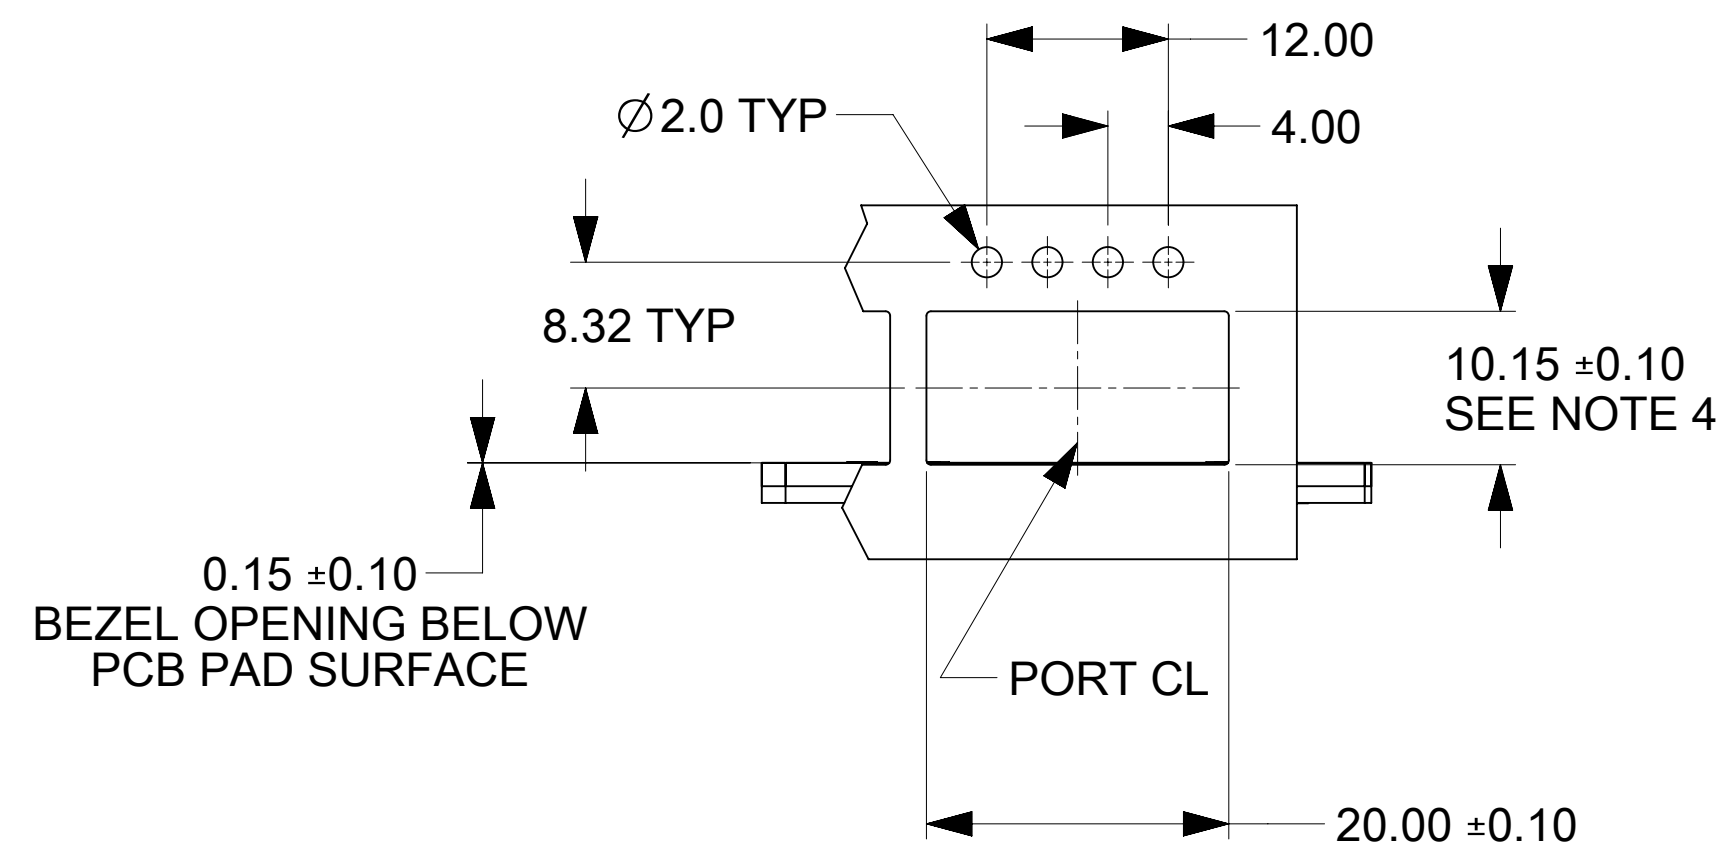 12.00
⌀2.0 TYP
4.00
8.32 TYP
10.15 ±0.10
SEE NOTE 4
0.15 ±0.10
BEZEL OPENING BELOW
PCB PAD SURFACE
PORT CL
20.00 ±0.10